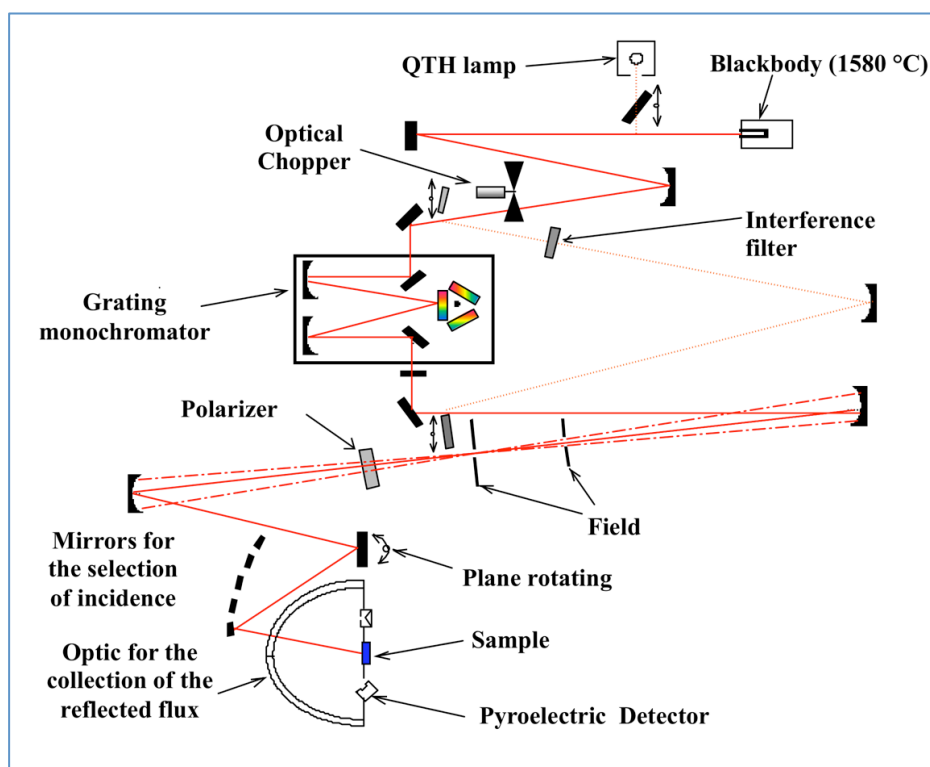 QTH lamp
Blackbody (1580 °C)
Optical
Chopper
Interference
filter
Grating
monochromator
Polarizer
Field
Mirrors for
the selection
of incidence
Plane rotating
Sample
Optic for the
collection of the
reflected flux
Pyroelectric Detector